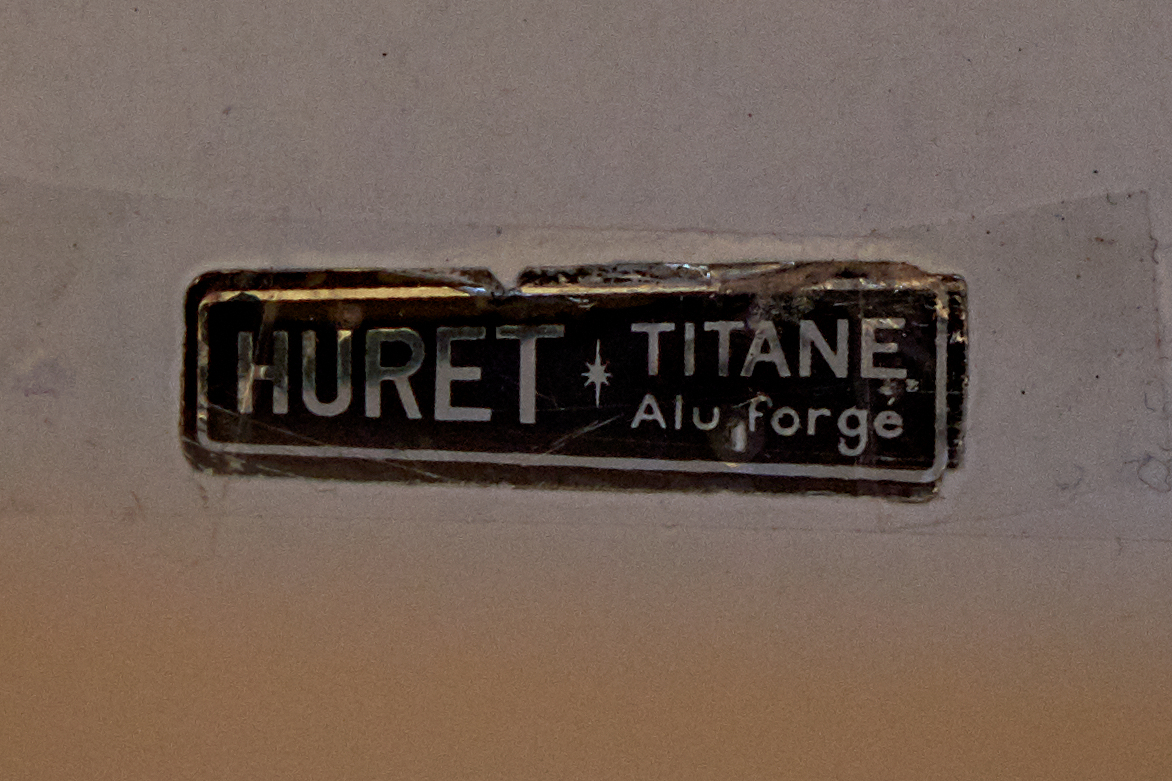 HURET
TITANE
Alu forgé